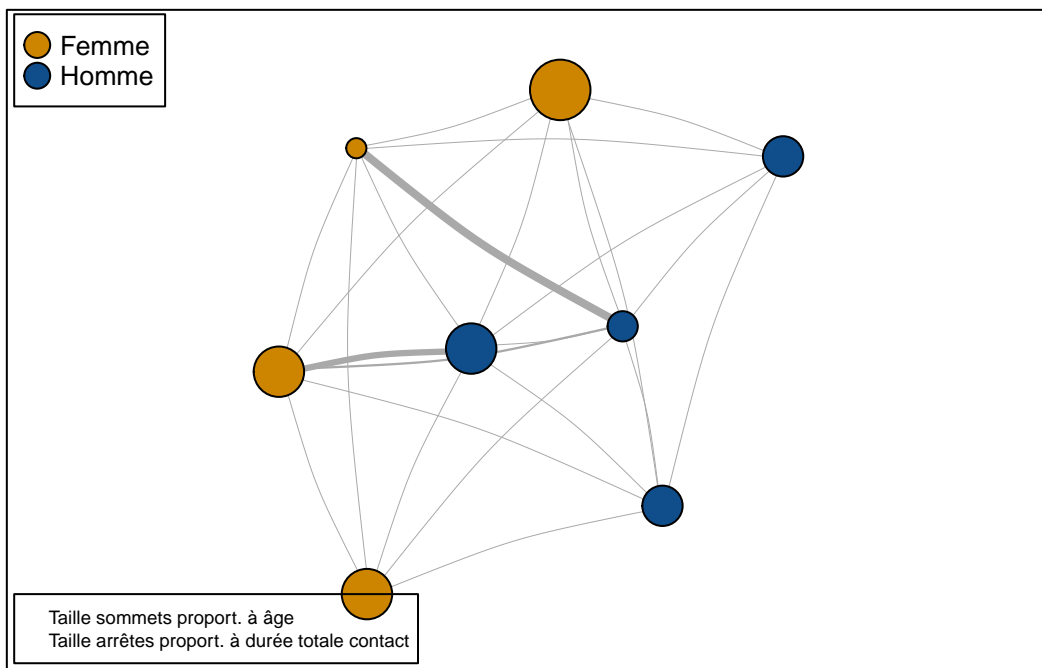 Femme
Homme
Taille sommets proport. à âge
Taille arrêtes proport. à durée totale contact